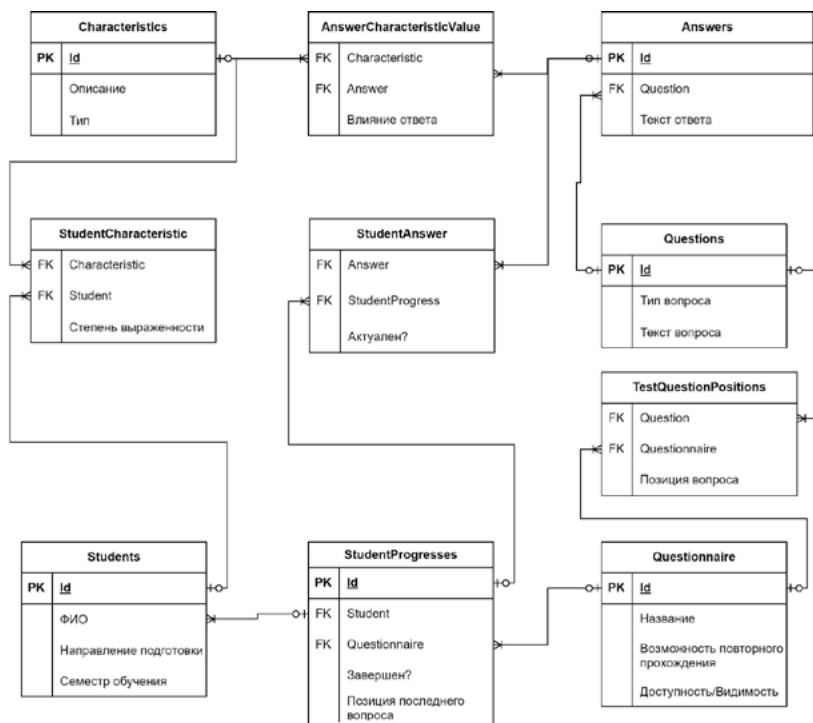 Characteristics
PK Id
Описание
Тип
AnswerCharacteristicValue
FK Characteristic
FK Answer
Влияние ответа
Answers
PK Id
FK Question
Текст ответа
StudentCharacteristic
FK Characteristic
FK Student
Степень выраженности
StudentAnswer
FK Answer
FK StudentProgress
Актуален?
Questions
PK Id
Тип вопроса
Текст вопроса
TestQuestionPositions
FK Question
FK Questionnaire
Позиция вопроса
Students
PK Id
ФИО
Направление подготовки
Семестр обучения
StudentProgresses
PK Id
FK Student
FK Questionnaire
Завершен?
Позиция последнего
вопроса
Questionnaire
PK Id
Название
Возможность повторного
прохождения
Доступность/Видимость